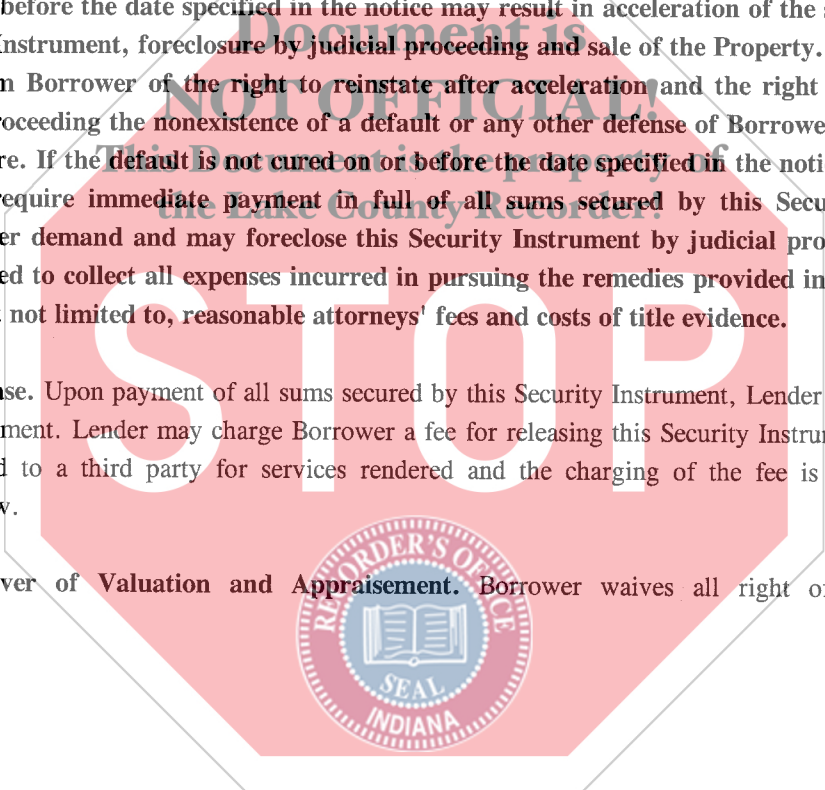 before the date specified in the notice may result in acceleration of the
Document is
nstrument, foreclosure by judicial proceeding and sale of the Property.
n Borrower of the right to reinstate after acceleration and the right
NOT OFFICIAL!
roceeding the nonexistence of a default or any other defense of Borrowe
This Document is the property of
re. If the default is not cured on or before the date specified in the noti
equire immediate payment in full of all sums secured by this Secu
the Lake County Recorder!
er demand and may foreclose this Security Instrument by judicial pro
ed to collect all expenses incurred in pursuing the remedies provided in
not limited to, reasonable attorneys' fees and costs of title evidence.
STOP
ase. Upon payment of all sums secured by this Security Instrument, Lender
ment. Lender may charge Borrower a fee for releasing this Security Instru
d to a third party for services rendered and the charging of the fee is
w.
RECORDER'S OFFICE
ver of Valuation and Appraisement. Borrower waives all right of
SEAL
INDIANA